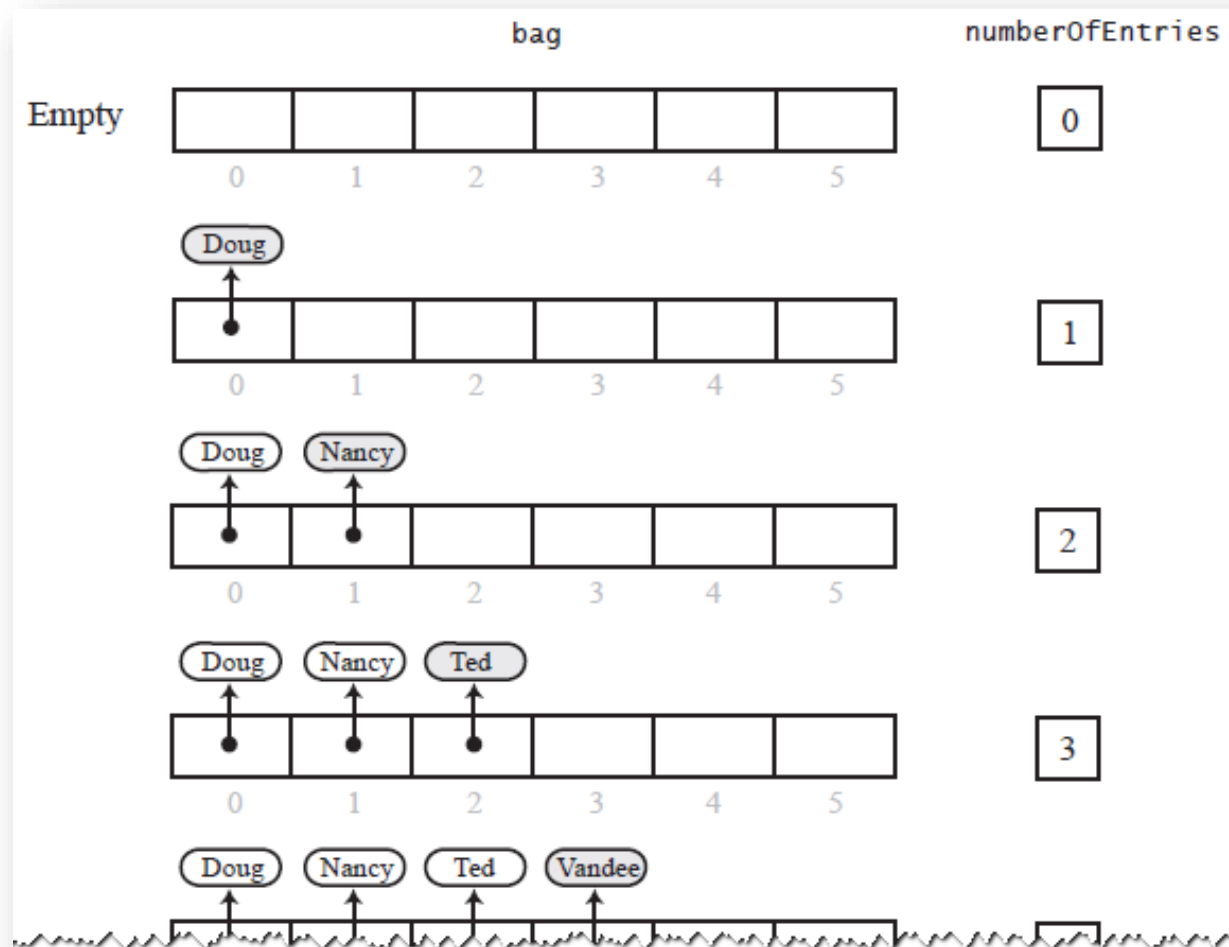 bag numberOfEntries
Empty 0
0 1 2 3 4 5
Doug
1
0 1 2 3 4 5
Doug Nancy
2
0 1 2 3 4 5
Doug Nancy Ted
3
0 1 2 3 4 5
Doug Nancy Ted Vandee